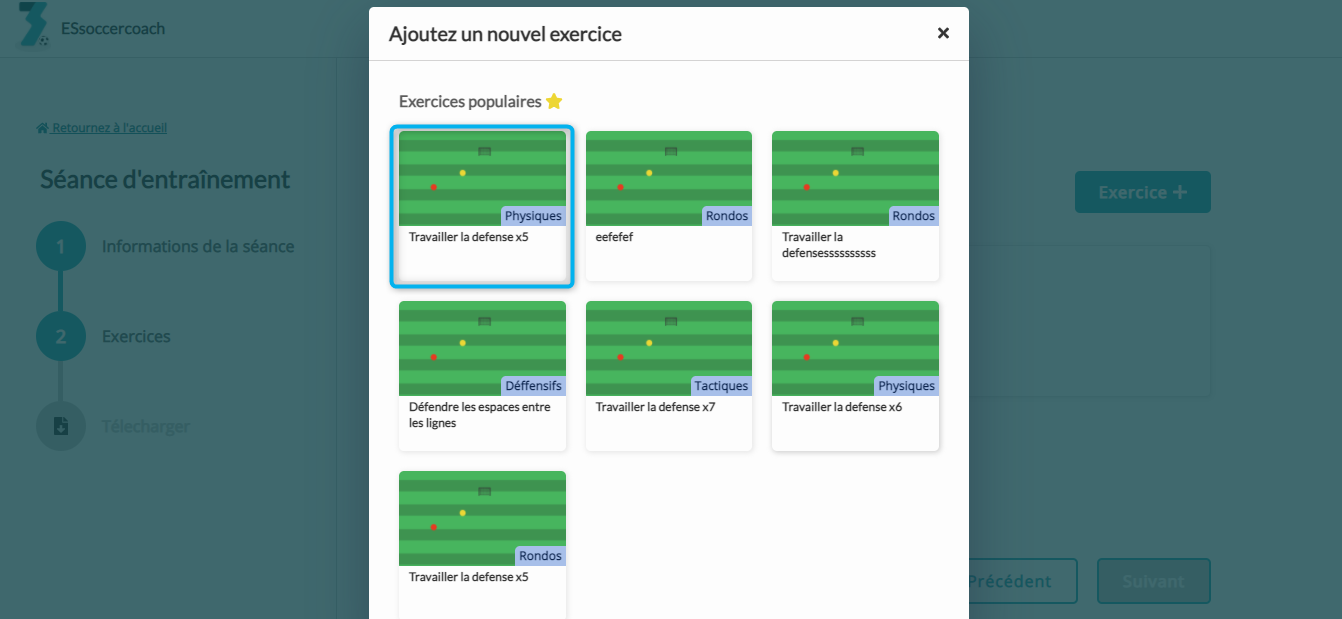 ESsoccercoach
Retournez à l'accueil
Séance d'entraînement
1
Informations de la séance
2
Exercices
Télecharger
Ajoutez un nouvel exercice
×
Exercices populaires
Physiques
Travailler la defense x5
Rondos
eefefef
Rondos
Travailler la
defensessssssssss
Déffensifs
Défendre les espaces entre
les lignes
Tactiques
Travailler la defense x7
Physiques
Travailler la defense x6
Rondos
Travailler la defense x5
Exercice +
Précédent
Suivant